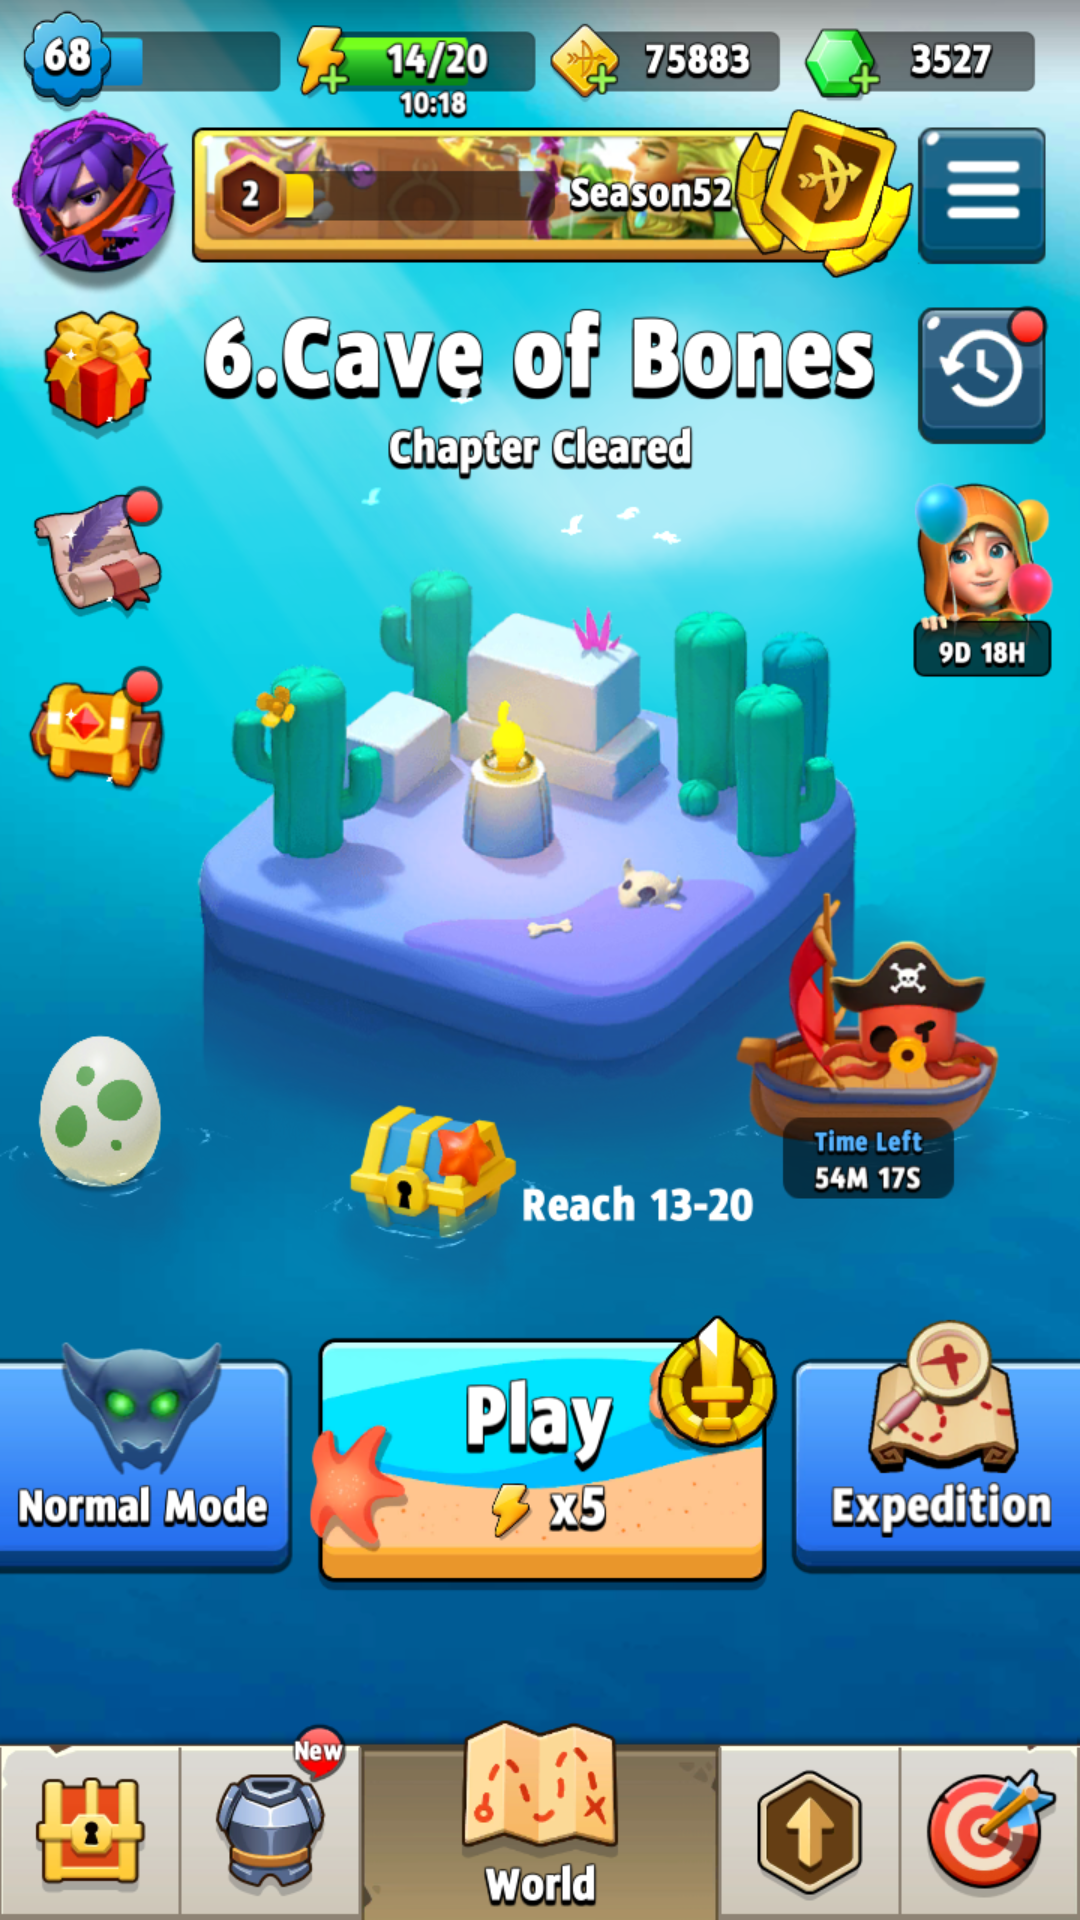 68
14/20
10:18
75883
3527
2
Season52
6.Cave of Bones
Chapter Cleared
9D 18H
Time Left
54M 17S
Reach 13-20
Play
x5
Normal Mode
Expedition
New
World